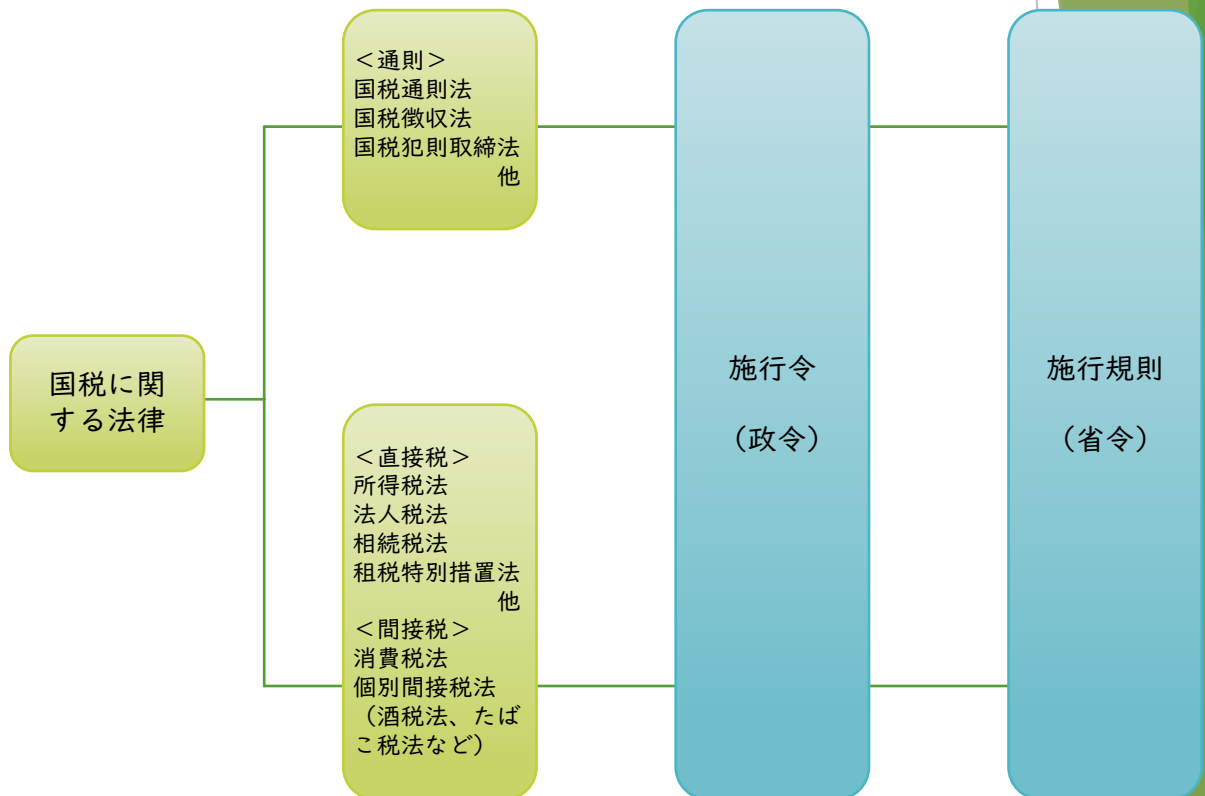 国税に関
する法律
＜通則＞
国税通則法
国税徴収法
国税犯則取締法
他
＜直接税＞
所得税法
法人税法
相続税法
租税特別措置法
他
＜間接税＞
消費税法
個別間接税法
（酒税法、たば
こ税法など）
施行令
（政令）
施行規則
（省令）